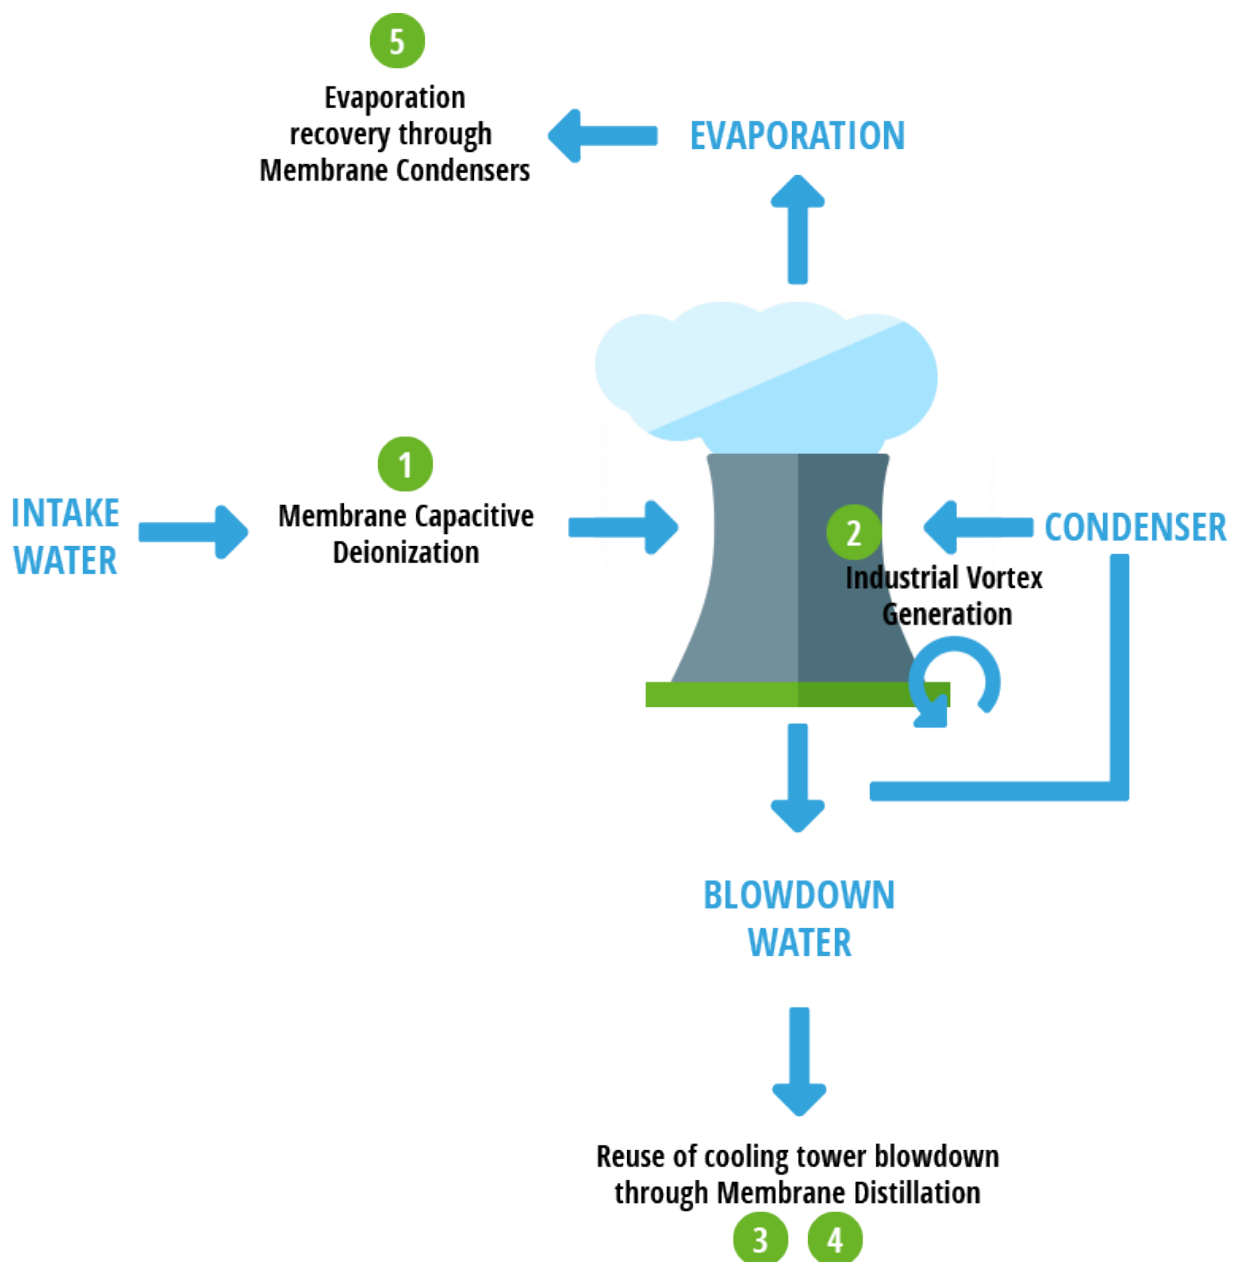 5
Evaporation
recovery through
Membrane Condensers
EVAPORATION
1
Membrane Capacitive
Deionization
INTAKE
WATER
2
Industrial Vortex
Generation
CONDENSER
BLOWDOWN
WATER
Reuse of cooling tower blowdown
through Membrane Distillation
3
4